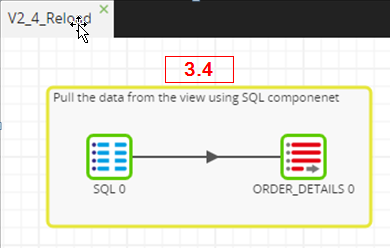 V2_4_Reload
3.4
Pull the data from the view using SQL componenet
SQL 0
ORDER_DETAILS 0